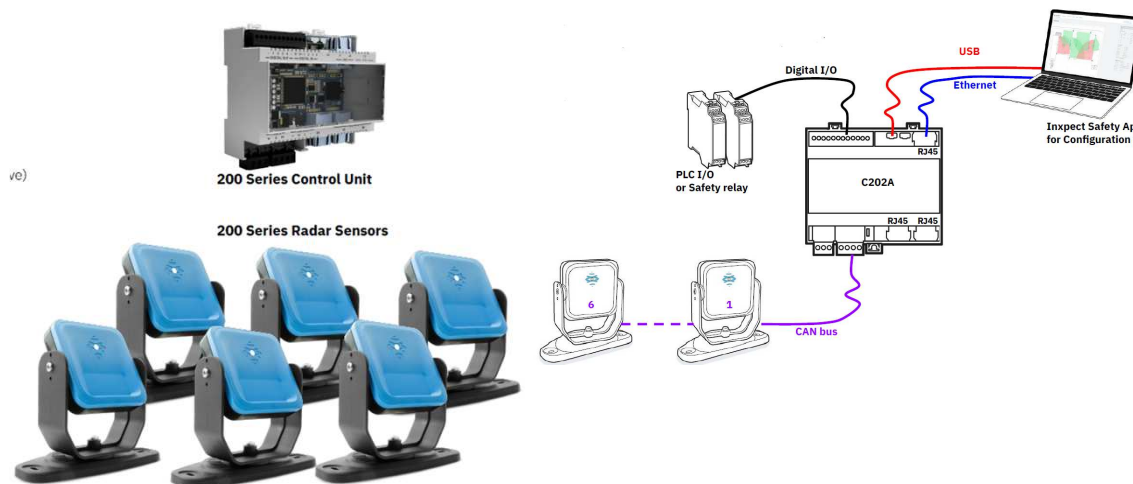 ve)
200 Series Control Unit
200 Series Radar Sensors
Digital I/O
USB
Ethernet
PLC I/O
or Safety relay
RJ45
C202A
RJ45 RJ45
Inxpect Safety Ap
for Configuration
6
1
CAN bus